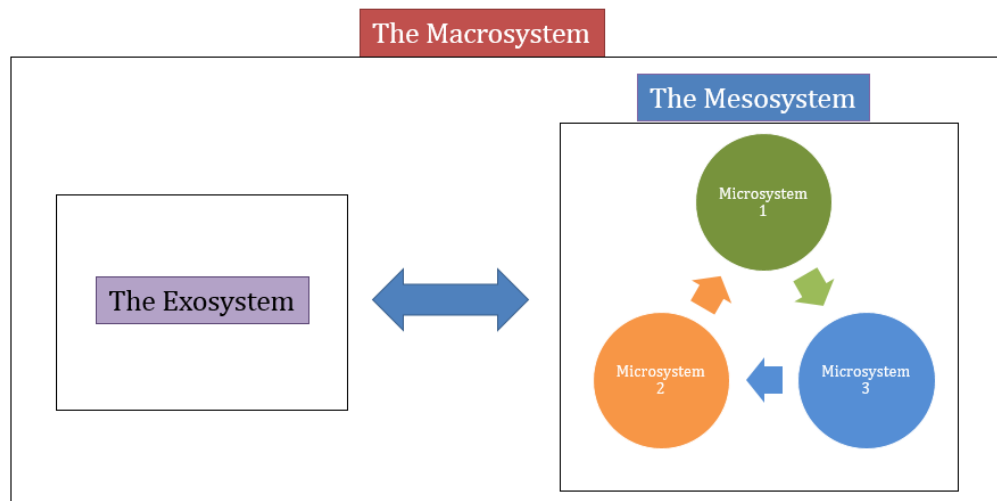 The Macrosystem
The Mesosystem
Microsystem
1
The Exosystem
Microsystem
2
Microsystem
3